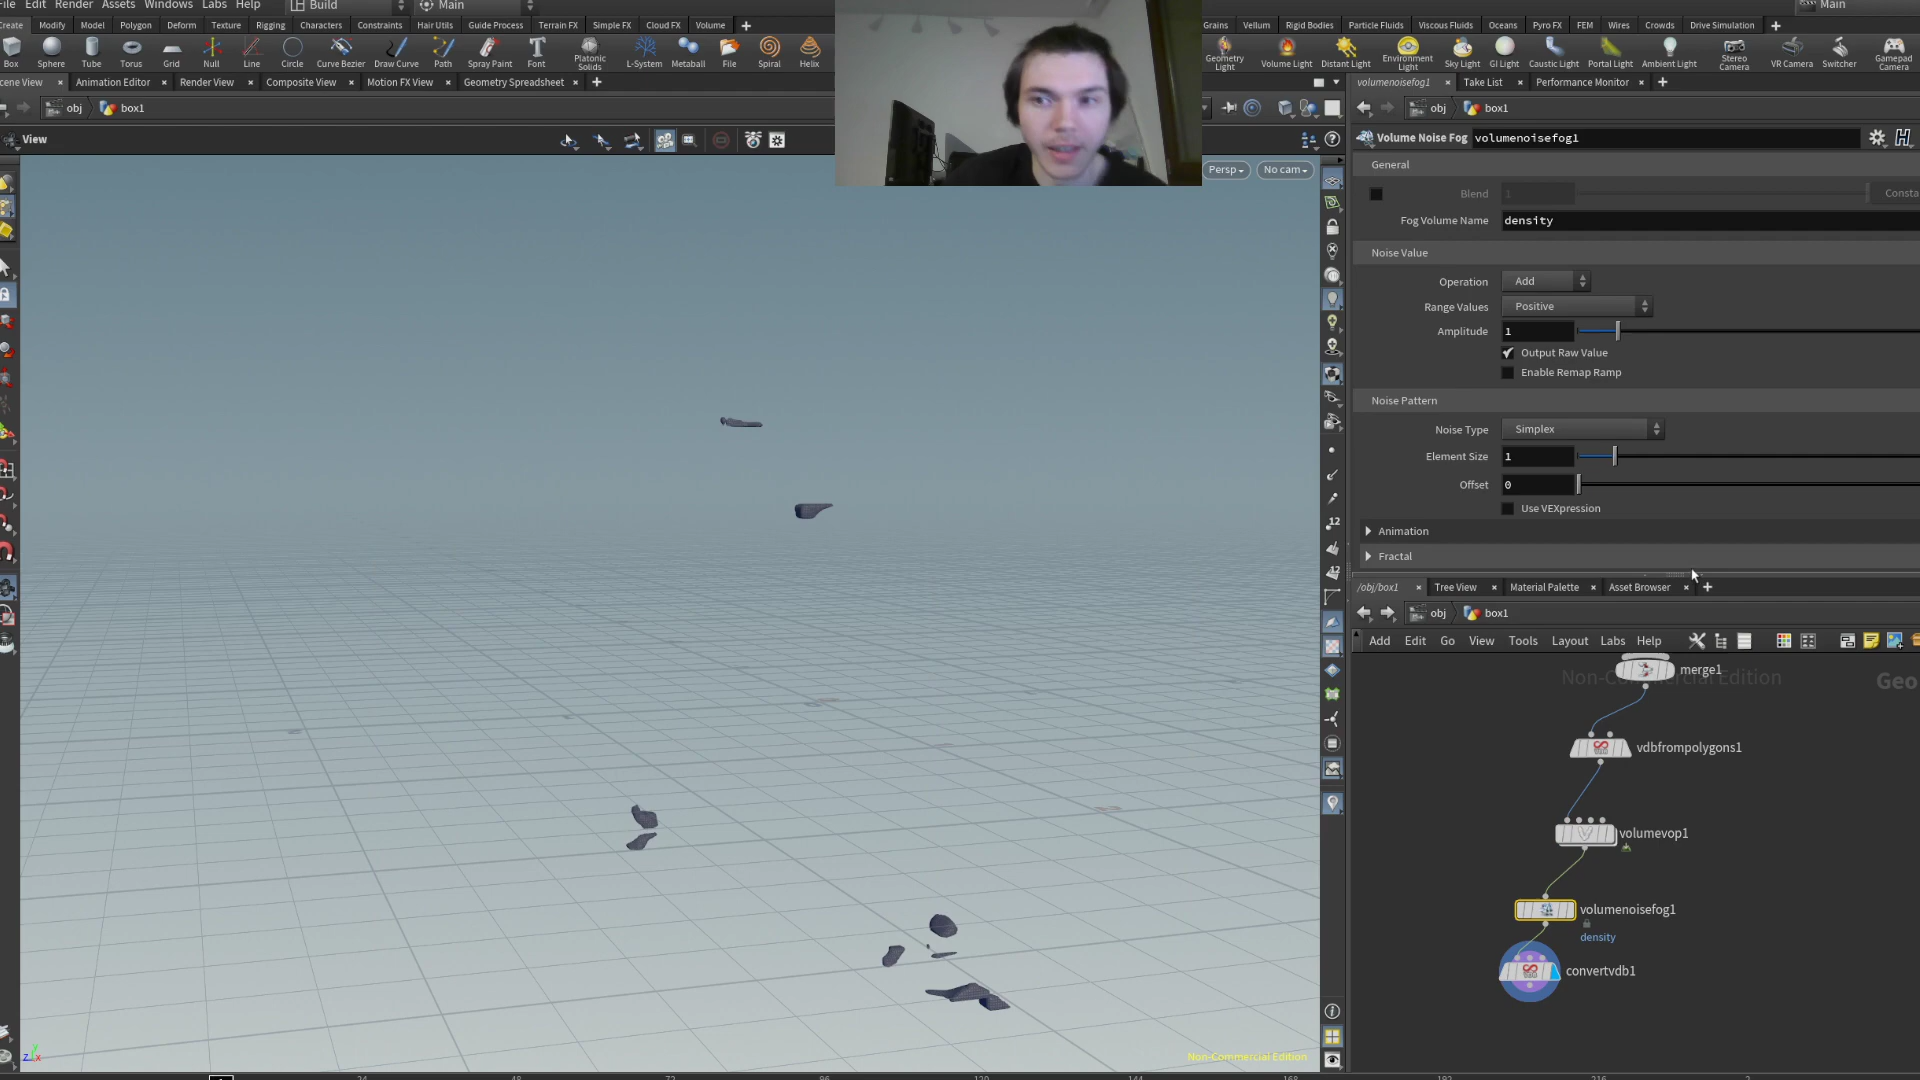 File Edit Render Assets Windows Labs Help Build Main Main
Create Modify Model Polygon Deform Texture Rigging Characters Constraints Hair Utils Guide Process Terrain FX Simple FX Cloud FX Volume
Grains Vellum Rigid Bodies Particle Fluids Viscous Fluids Oceans Pyro FX FEM Wires Crowds Drive Simulation
Box Sphere Tube Torus Grid Null Line Circle Curve Bezier Draw Curve Path Spray Paint Font Platonic Solids L-System Metaball File Spiral Helix
Geometry Light Volume Light Distant Light Environment Light Sky Light GI Light Caustic Light Portal Light Ambient Light Stereo Camera VR Camera Switcher Gamepad Camera
cene View Animation Editor Render View Composite View Motion FX View Geometry Spreadsheet
volumenoisefog1 Take List Performance Monitor
obj box1
obj box1
View
Volume Noise Fog volumenoisefog1
General
Persp No cam
Blend 1 Consta
Fog Volume Name density
Noise Value
Operation Add
Range Values Positive
Amplitude 1
Output Raw Value
Enable Remap Ramp
Noise Pattern
Noise Type Simplex
Element Size 1
Offset 0
Use VEXpression
Animation
Fractal
/obj/box1 Tree View Material Palette Asset Browser
obj box1
Add Edit Go View Tools Layout Labs Help
Non-Commercial Edition
Geo
merge1
vdbfrompolygons1
volumevop1
volumenoisefog1
density
convertvdb1
Non-Commercial Edition